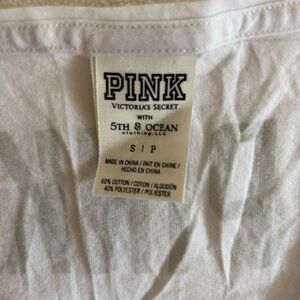 PINK
VICTORIA'S SECRET
WITH
5TH & OCEAN
clothing, LLC
S | P
MADE IN CHINA / FAIT EN CHINE /
HECHO EN CHINA
60% COTTON / COTON / ALGODÓN
40% POLYESTER / POLIÉSTER